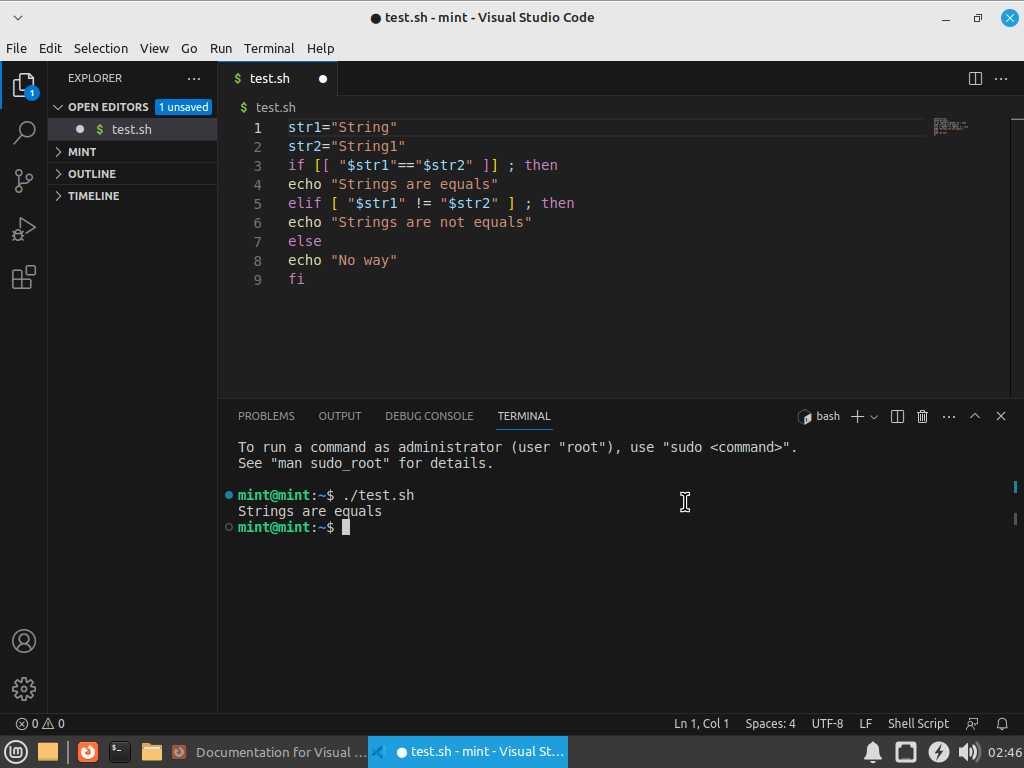 test.sh - mint - Visual Studio Code
File Edit Selection View Go Run Terminal Help
EXPLORER
OPEN EDITORS 1 unsaved
$ test.sh
MINT
OUTLINE
TIMELINE
1
$ test.sh
$ test.sh
1 str1="String"
2 str2="String1"
3 if [[ "$str1"=="$str2" ]] ; then
4 echo "Strings are equals"
5 elif [ "$str1" != "$str2" ] ; then
6 echo "Strings are not equals"
7 else
8 echo "No way"
9 fi
PROBLEMS OUTPUT DEBUG CONSOLE TERMINAL bash
To run a command as administrator (user "root"), use "sudo <command>".
See "man sudo_root" for details.
mint@mint:~$ ./test.sh
Strings are equals
mint@mint:~$
0 0 Ln 1, Col 1 Spaces: 4 UTF-8 LF Shell Script
Documentation for Visual ... test.sh - mint - Visual St... 02:46